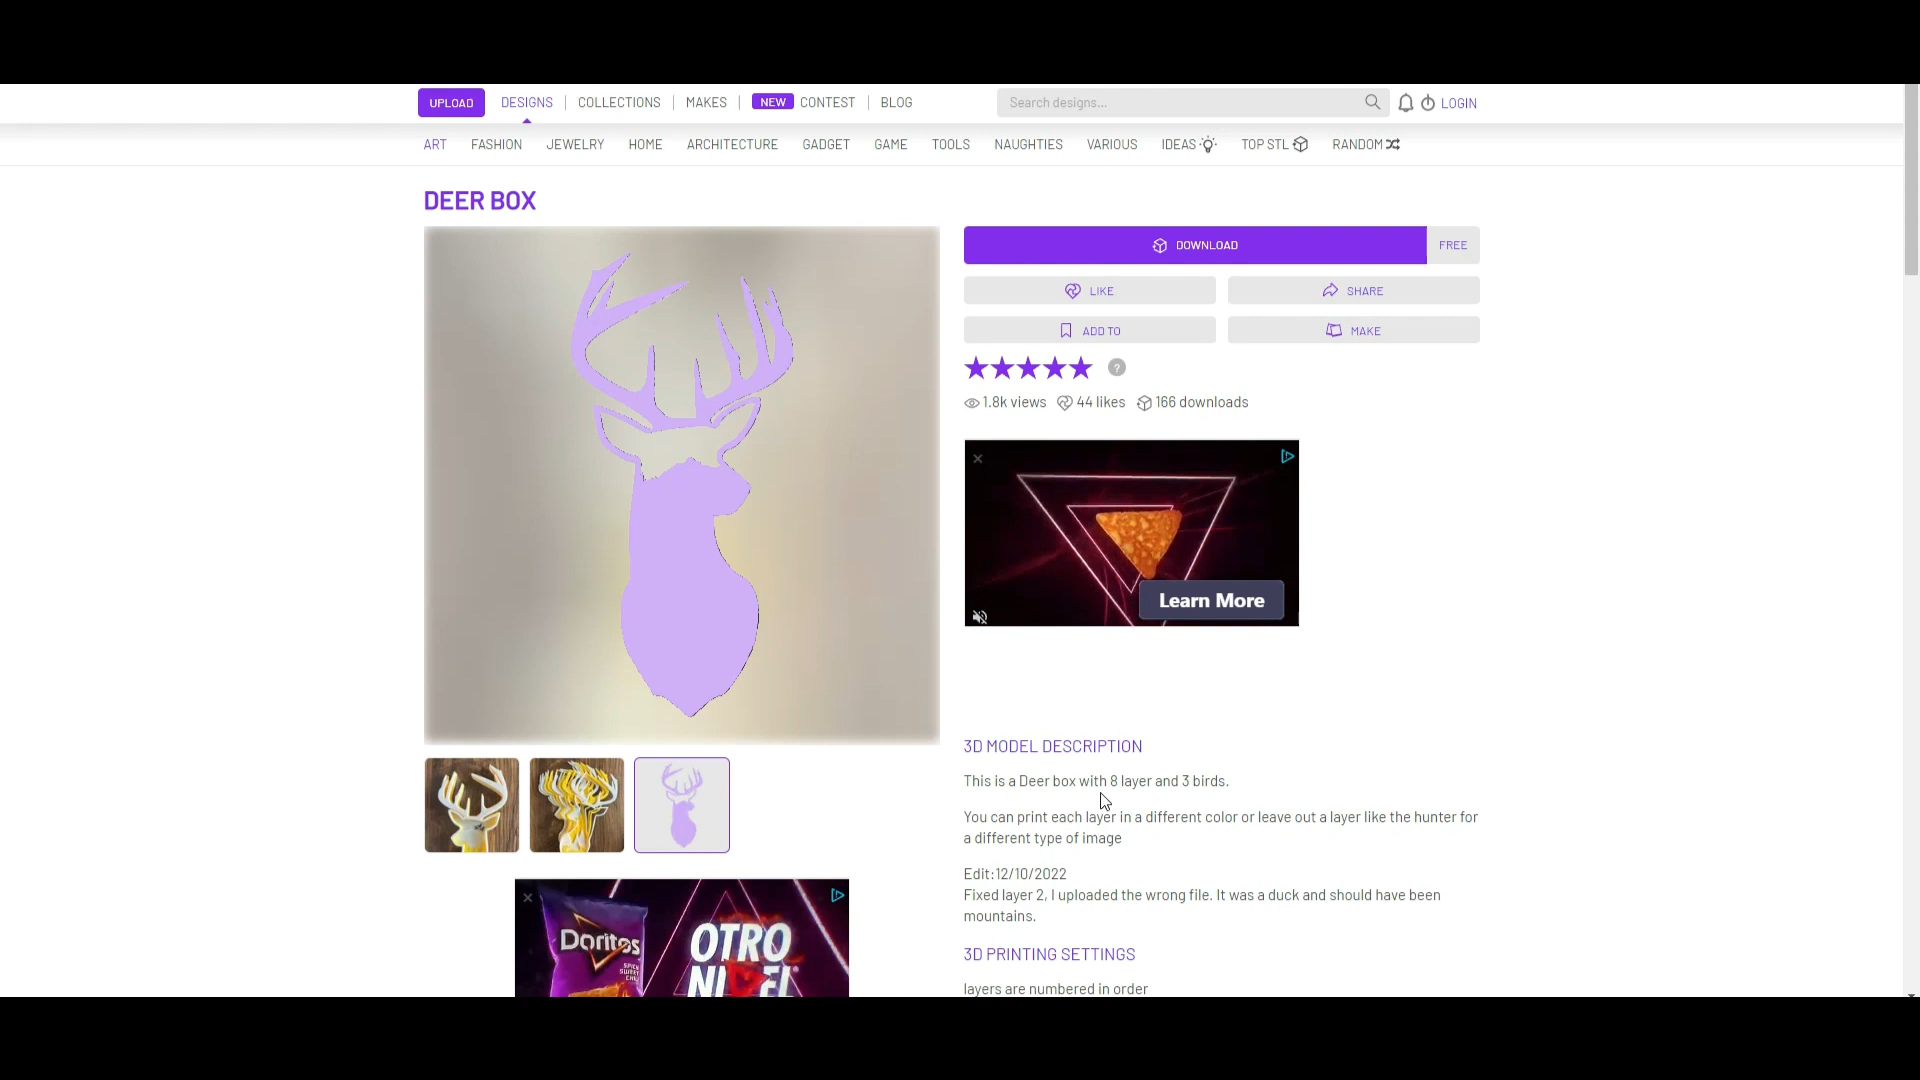 UPLOAD DESIGNS | COLLECTIONS | MAKES | NEW CONTEST | BLOG Search designs... LOGIN
ART FASHION JEWELRY HOME ARCHITECTURE GADGET GAME TOOLS NAUGHTIES VARIOUS IDEAS TOP STL RANDOM
DEER BOX
DOWNLOAD FREE
LIKE SHARE
ADD TO MAKE
?
1.8k views 44 likes 166 downloads
Learn More
3D MODEL DESCRIPTION
This is a Deer box with 8 layer and 3 birds.
You can print each layer in a different color or leave out a layer like the hunter for
a different type of image
Edit:12/10/2022
Fixed layer 2, I uploaded the wrong file. It was a duck and should have been
mountains.
3D PRINTING SETTINGS
layers are numbered in order
Doritos
SPICY
SWEET
OTRO